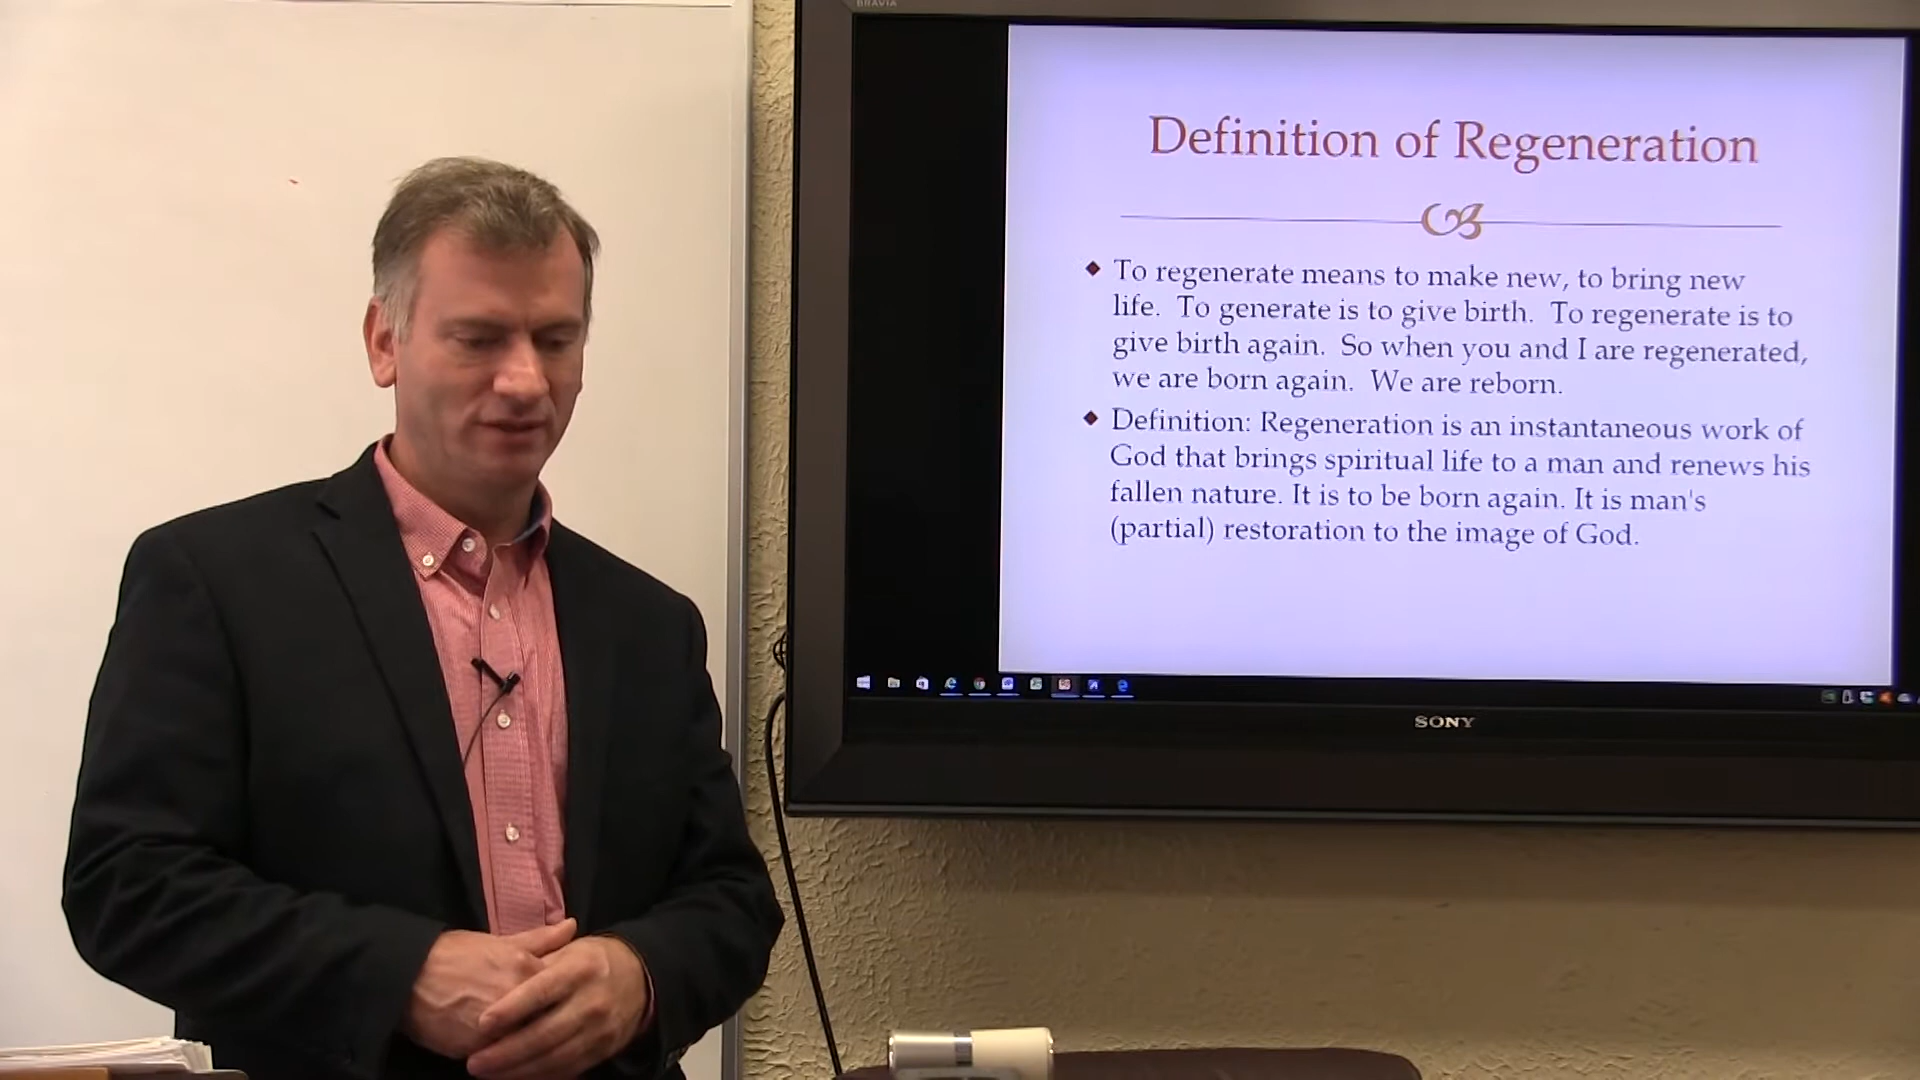 BRAVIA
Definition of Regeneration
To regenerate means to make new, to bring new
life. To generate is to give birth. To regenerate is to
give birth again. So when you and I are regenerated,
we are born again. We are reborn.
Definition: Regeneration is an instantaneous work of
God that brings spiritual life to a man and renews his
fallen nature. It is to be born again. It is man's
(partial) restoration to the image of God.
SONY